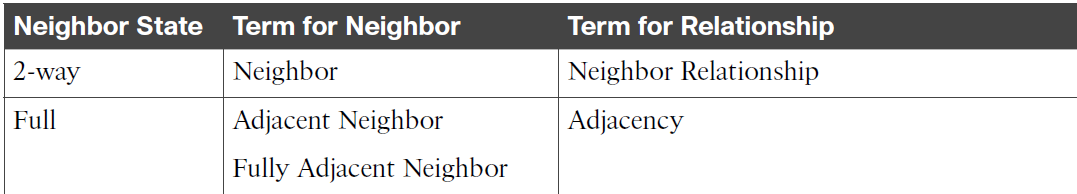 Neighbor State Term for Neighbor Term for Relationship
2-way Neighbor Neighbor Relationship
Full Adjacent Neighbor Adjacency
Fully Adjacent Neighbor